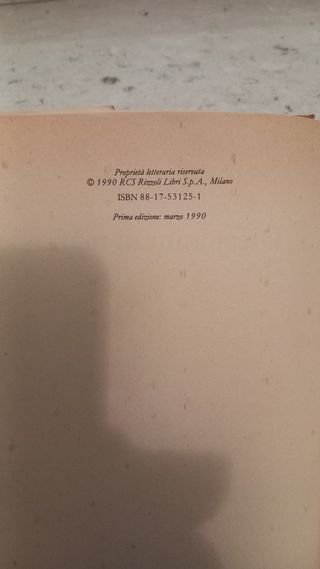 Proprietà letteraria riservata
© 1990 RCS Rizzoli Libri S.p.A., Milano
ISBN 88-17-53125-1
Prima edizione: marzo 1990